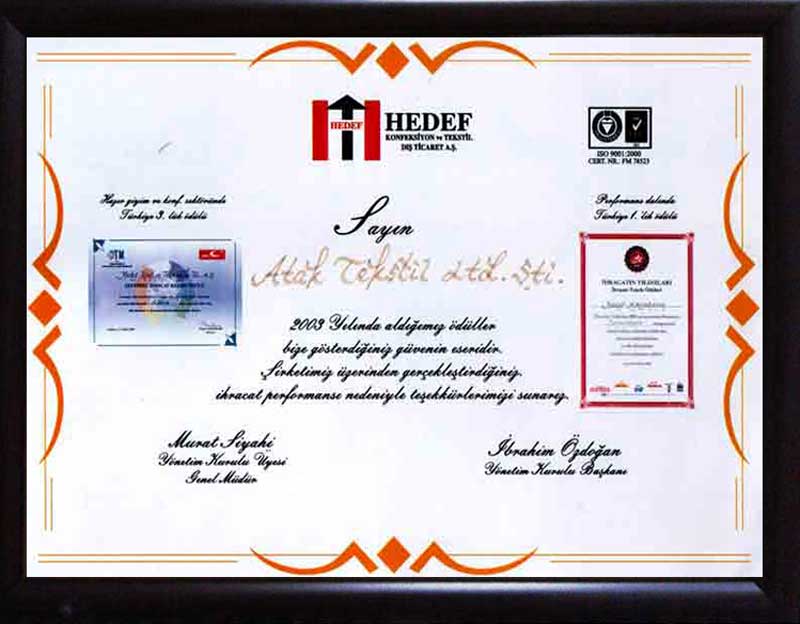 HEDEF
HEDEF
KONFEKSİYON ve TEKSTİL
DIŞ TİCARET A.Ş.
ISO 9001:2000
CERT. NR.: FM 78523
Hazır giyim ve konf. sektöründe
Türkiye 3. lük ödülü
Performans dalında
Türkiye 1. lik ödülü
Sayın
Atak Tekstil Ltd. Şti.
İHRACATIN YILDIZLARI
2003 Yılında aldığımız ödüller
bize gösterdiğiniz güvenin eseridir.
Şirketimiz üzerinden gerçekleştirdiğiniz,
ihracat performansı nedeniyle teşekkürlerimizi sunarız.
Murat Siyahi
Yönetim Kurulu Üyesi
Genel Müdür
İbrahim Özdoğan
Yönetim Kurulu Başkanı